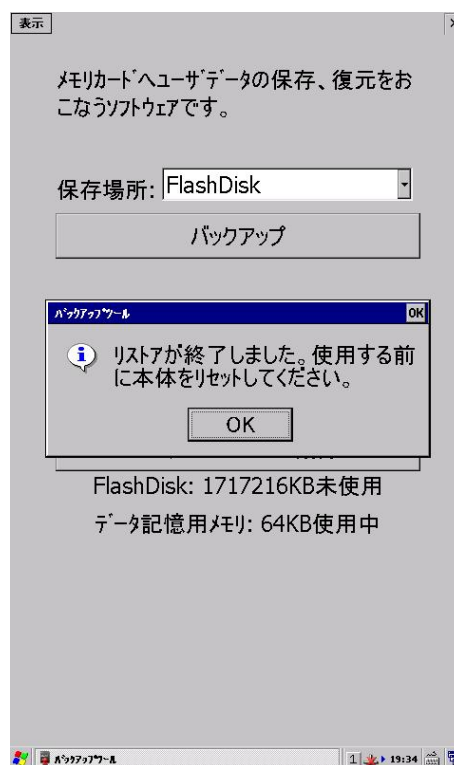 表示
×
ﾒﾓﾘｶｰﾄﾞへﾕｰｻﾞﾃﾞｰﾀの保存、復元をお
こなうｿﾌﾄｳｪｱです。
保存場所: FlashDisk
バックアップ
ﾊﾞｯｸｱｯﾌﾟﾂｰﾙ OK
ﾘｽﾄｱが終了しました。使用する前
に本体をﾘｾｯﾄしてください。
OK
FlashDisk: 1717216KB未使用
ﾃﾞｰﾀ記憶用ﾒﾓﾘ: 64KB使用中
ﾊﾞｯｸｱｯﾌﾟﾂｰﾙ 1 19:34